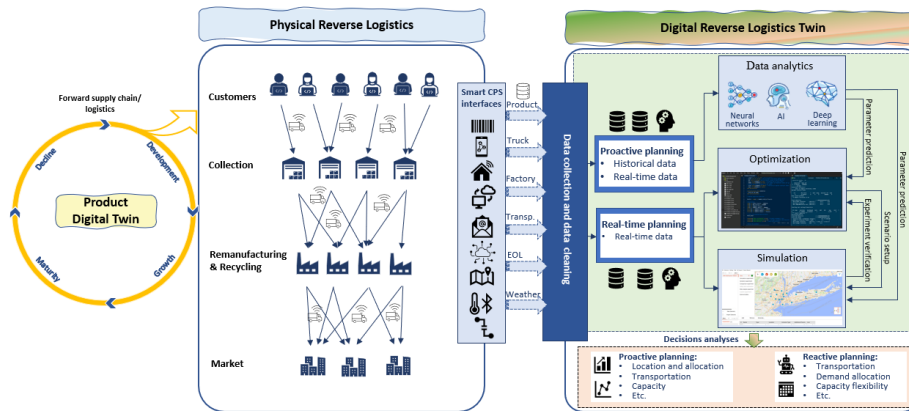 Physical Reverse Logistics
Digital Reverse Logistics Twin
Forward supply chain/
logistics
Decline
Development
Product
Digital Twin
Maturity
Growth
Customers
Collection
Remanufacturing
& Recycling
Market
Smart CPS
interfaces
Product
Truck
Factory
Transp.
EOL
Weather
Data collection and data
cleaning
Proactive planning
• Historical data
• Real-time data
Real-time planning
• Real-time data
Data analytics
Neural
networks
AI
Deep
learning
Optimization
Simulation
Parameter prediction
Parameter prediction
Scenario setup
Experiment verification
Decisions analyses
Proactive planning:
• Location and allocation
• Transportation
• Capacity
• Etc.
Reactive planning:
• Transportation
• Demand allocation
• Capacity flexibility
• Etc.